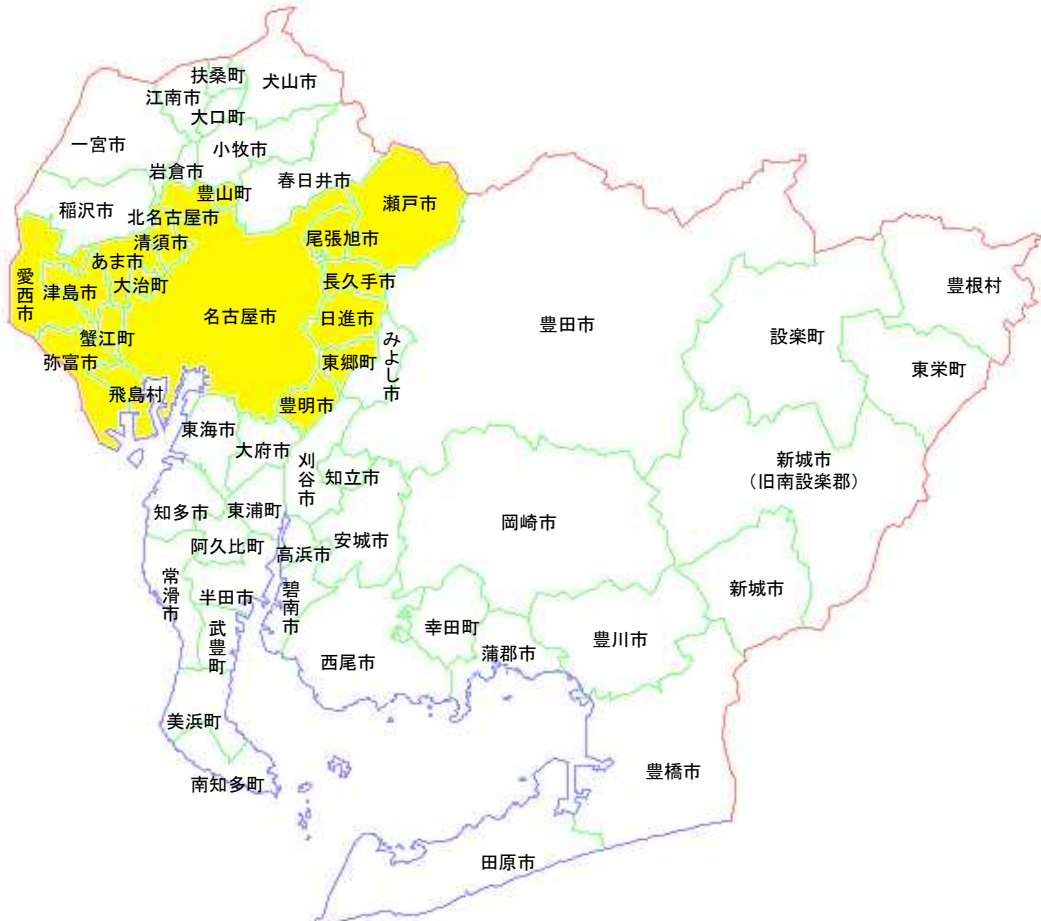 扶桑町
犬山市
江南市
大口町
一宮市
小牧市
岩倉市
春日井市
豊山町
瀬戸市
稲沢市
北名古屋市
尾張旭市
清須市
あま市
愛西市
津島市
大治町
長久手市
名古屋市
日進市
蟹江町
弥富市
東郷町
みよし市
飛島村
豊明市
豊田市
豊根村
設楽町
東栄町
東海市
大府市
刈谷市
知立市
新城市
(旧南設楽郡)
知多市
東浦町
岡崎市
阿久比町
高浜市
安城市
常滑市
半田市
碧南市
新城市
武豊町
幸田町
豊川市
西尾市
蒲郡市
美浜町
南知多町
豊橋市
田原市